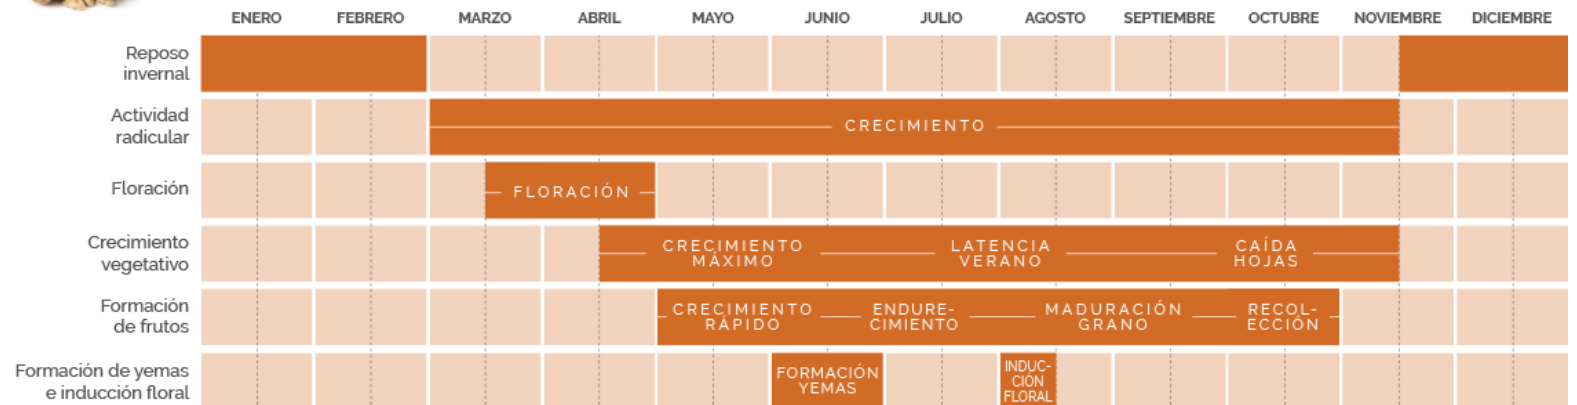 ENERO FEBRERO MARZO ABRIL MAYO JUNIO JULIO AGOSTO SEPTIEMBRE OCTUBRE NOVIEMBRE DICIEMBRE
Reposo
invernal
Actividad
radicular
CRECIMIENTO
Floración
FLORACIÓN
Crecimiento
vegetativo
CRECIMIENTO
MÁXIMO
LATENCIA
VERANO
CAÍDA
HOJAS
Formación
de frutos
CRECIMIENTO
RÁPIDO
ENDURE-
CIMIENTO
MADURACIÓN
GRANO
RECOL-
ECCIÓN
Formación de yemas
e inducción floral
FORMACIÓN
YEMAS
INDUC-
CIÓN
FLORAL